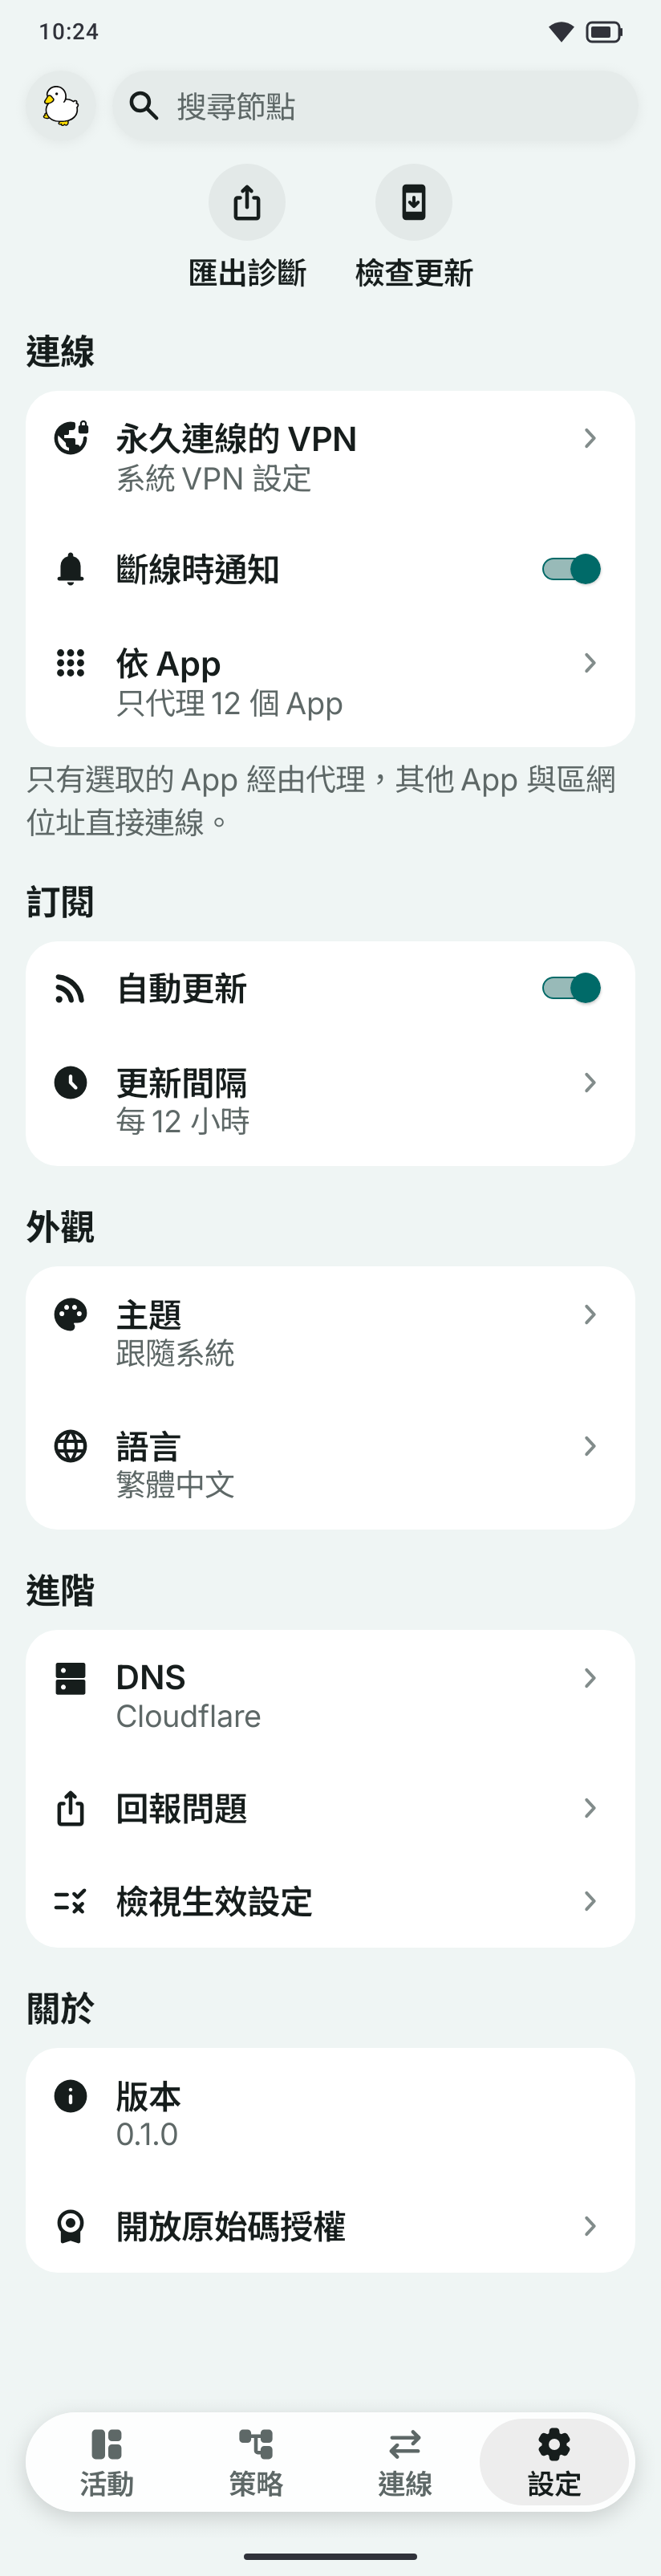 10:24
搜尋節點
匯出診斷
檢查更新
連線
永久連線的 VPN
系統 VPN 設定
斷線時通知
依 App
只代理 12 個 App
只有選取的 App 經由代理，其他 App 與區網
位址直接連線。
訂閱
自動更新
更新間隔
每 12 小時
外觀
主題
跟隨系統
語言
繁體中文
進階
DNS
Cloudflare
回報問題
檢視生效設定
關於
版本
0.1.0
開放原始碼授權
活動
策略
連線
設定